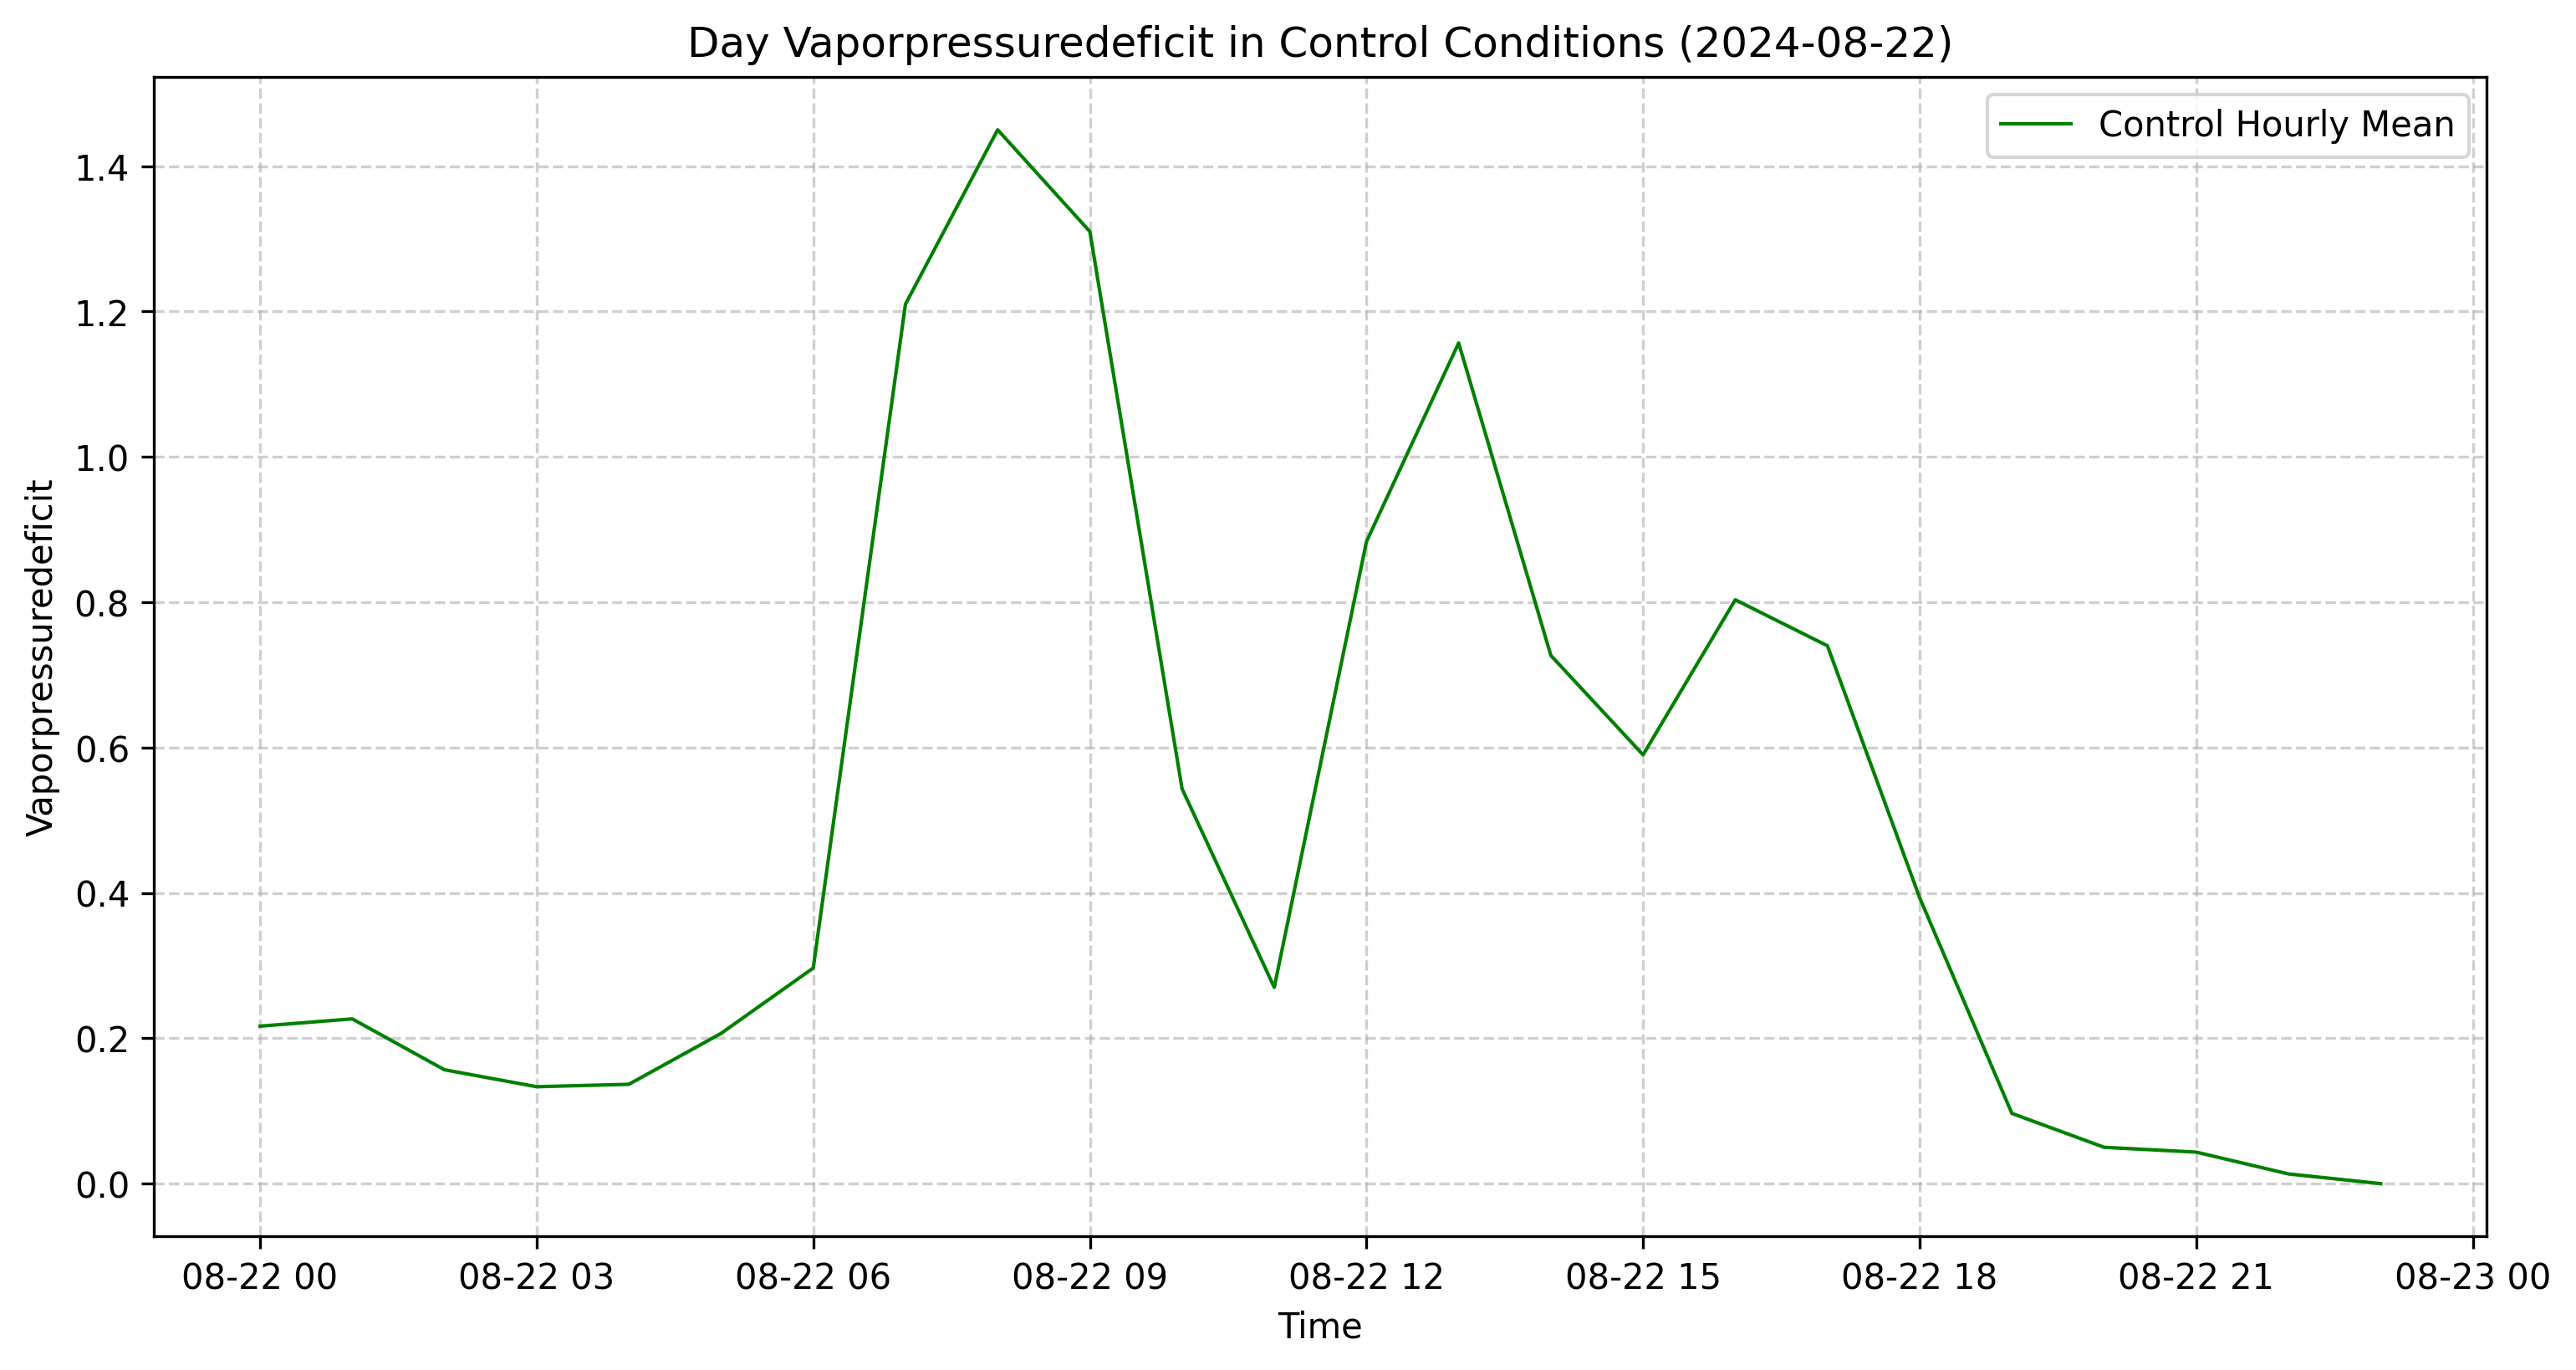 Day Vaporpressuredeficit in Control Conditions (2024-08-22)
Control Hourly Mean
Vaporpressuredeficit
1.4
1.2
1.0
0.8
0.6
0.4
0.2
0.0
08-22 00 08-22 03 08-22 06 08-22 09 08-22 12 08-22 15 08-22 18 08-22 21 08-23 00
Time